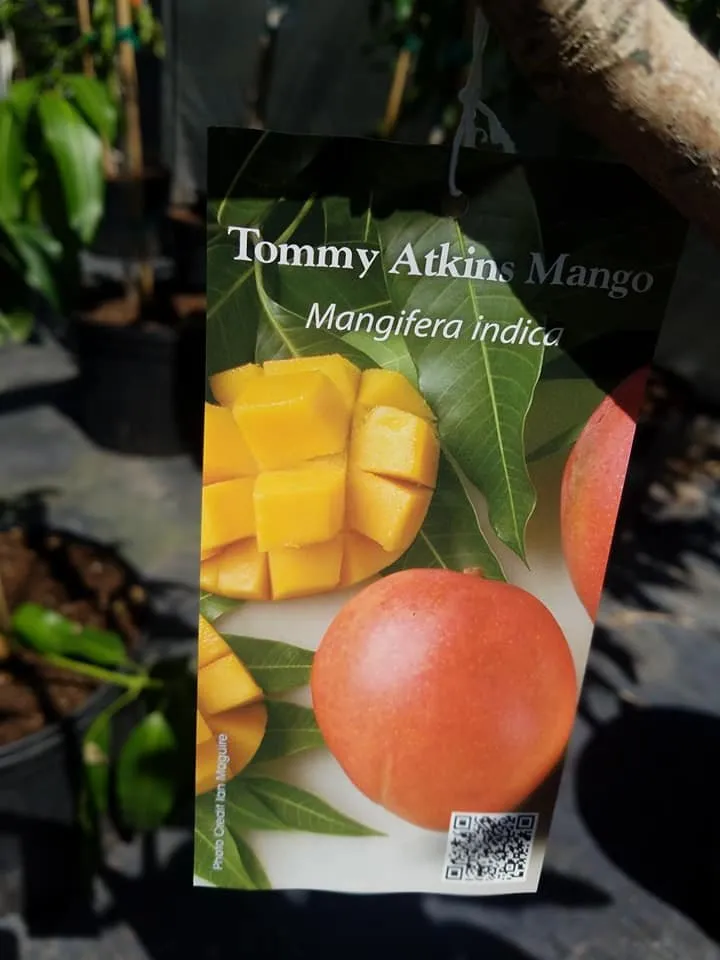 Tommy Atkins Mango
Mangifera indica
Photo Credit Ian Maguire